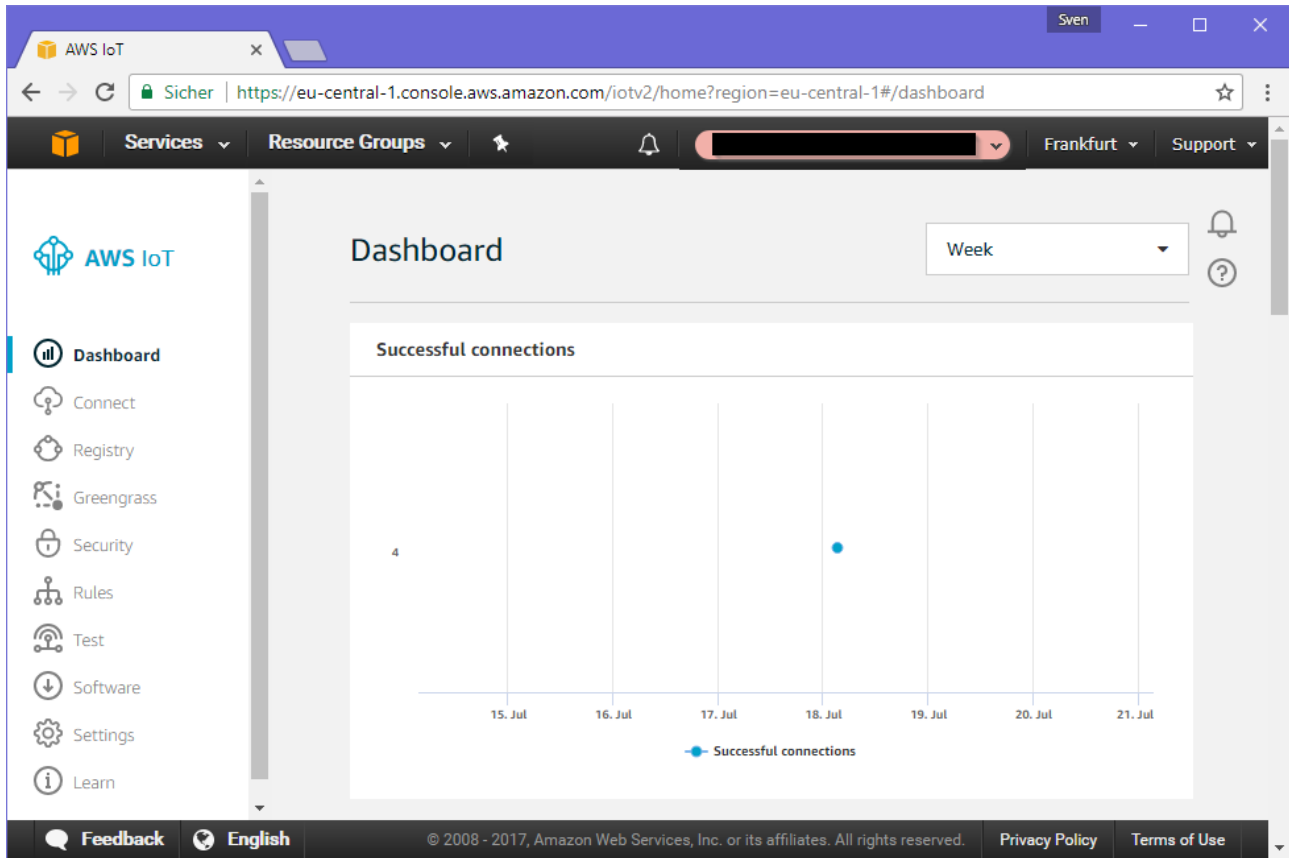 Sven
AWS IoT
Sicher https://eu-central-1.console.aws.amazon.com/iotv2/home?region=eu-central-1#/dashboard
Services Resource Groups Frankfurt Support
AWS IoT
Dashboard
Connect
Registry
Greengrass
Security
Rules
Test
Software
Settings
Learn
Dashboard
Week
Successful connections
4
15. Jul 16. Jul 17. Jul 18. Jul 19. Jul 20. Jul 21. Jul
Successful connections
Feedback English © 2008 - 2017, Amazon Web Services, Inc. or its affiliates. All rights reserved. Privacy Policy Terms of Use